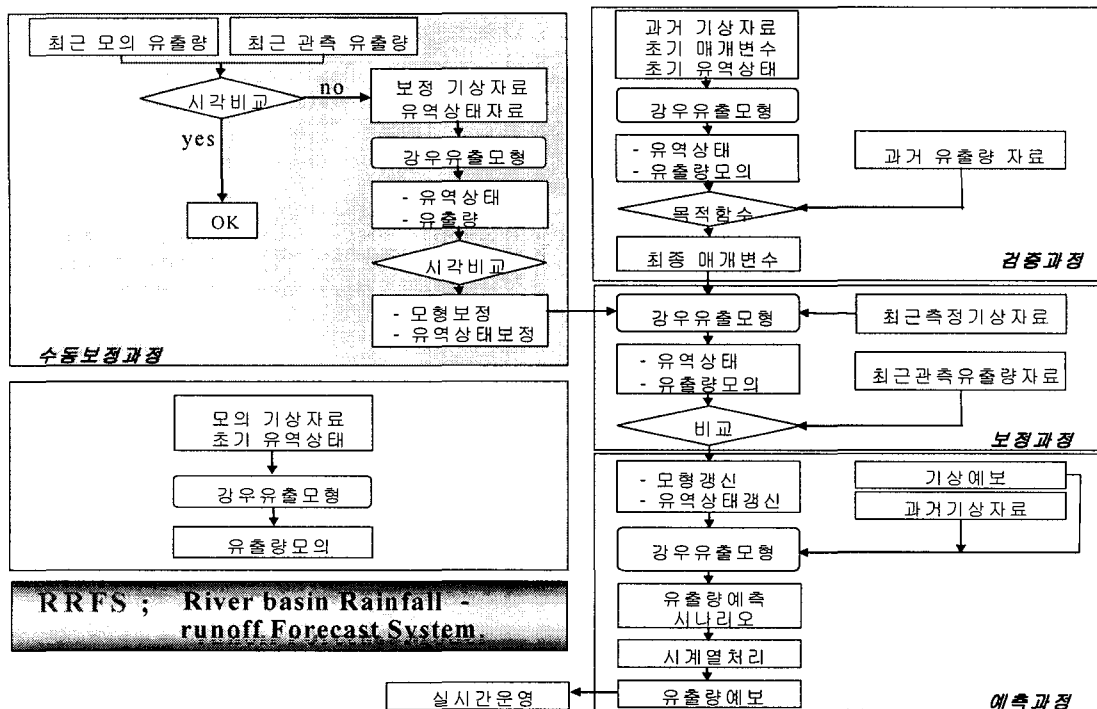 최근 모의 유출량
최근 관측 유출량
시각비교
no
yes
OK
보정 기상자료
유역상태자료
강우유출모형
- 유역상태
- 유출량
시각비교
- 모형보정
- 유역상태보정
수동보정과정
모의 기상자료
초기 유역상태
강우유출모형
유출량모의
RRFS ; River basin Rainfall -
runoff Forecast System.
과거 기상자료
초기 매개변수
초기 유역상태
강우유출모형
- 유역상태
- 유출량모의
과거 유출량 자료
목적함수
최종 매개변수
검증과정
강우유출모형
최근측정기상자료
- 유역상태
- 유출량모의
최근관측유출량자료
비교
보정과정
- 모형갱신
- 유역상태갱신
기상예보
과거기상자료
강우유출모형
유출량예측
시나리오
시계열처리
유출량예보
실시간운영
예측과정